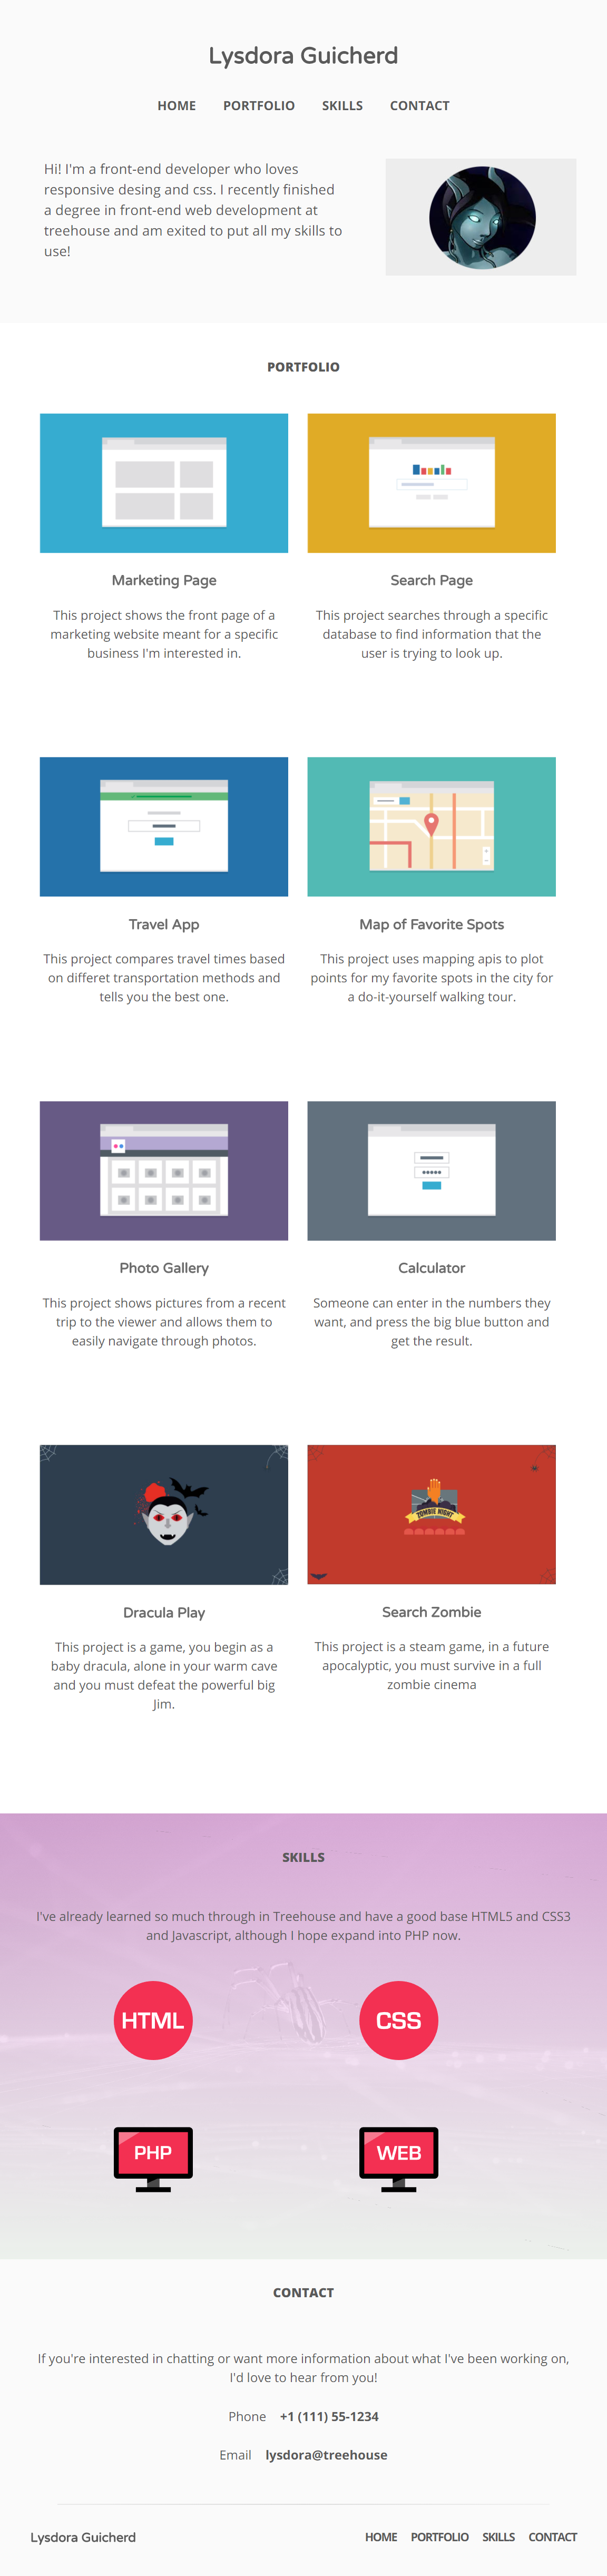 Lysdora Guicherd
HOME PORTFOLIO SKILLS CONTACT
Hi! I'm a front-end developer who loves
responsive desing and css. I recently finished
a degree in front-end web development at
treehouse and am exited to put all my skills to
use!
PORTFOLIO
Marketing Page
This project shows the front page of a
marketing website meant for a specific
business I'm interested in.
Search Page
This project searches through a specific
database to find information that the
user is trying to look up.
Travel App
This project compares travel times based
on differet transportation methods and
tells you the best one.
Map of Favorite Spots
This project uses mapping apis to plot
points for my favorite spots in the city for
a do-it-yourself walking tour.
Photo Gallery
This project shows pictures from a recent
trip to the viewer and allows them to
easily navigate through photos.
Calculator
Someone can enter in the numbers they
want, and press the big blue button and
get the result.
Dracula Play
This project is a game, you begin as a
baby dracula, alone in your warm cave
and you must defeat the powerful big
Jim.
ZOMBIE NIGHT
Search Zombie
This project is a steam game, in a future
apocalyptic, you must survive in a full
zombie cinema
SKILLS
I've already learned so much through in Treehouse and have a good base HTML5 and CSS3
and Javascript, although I hope expand into PHP now.
HTML CSS
PHP WEB
CONTACT
If you're interested in chatting or want more information about what I've been working on,
I'd love to hear from you!
Phone +1 (111) 55-1234
Email lysdora@treehouse
Lysdora Guicherd HOME PORTFOLIO SKILLS CONTACT